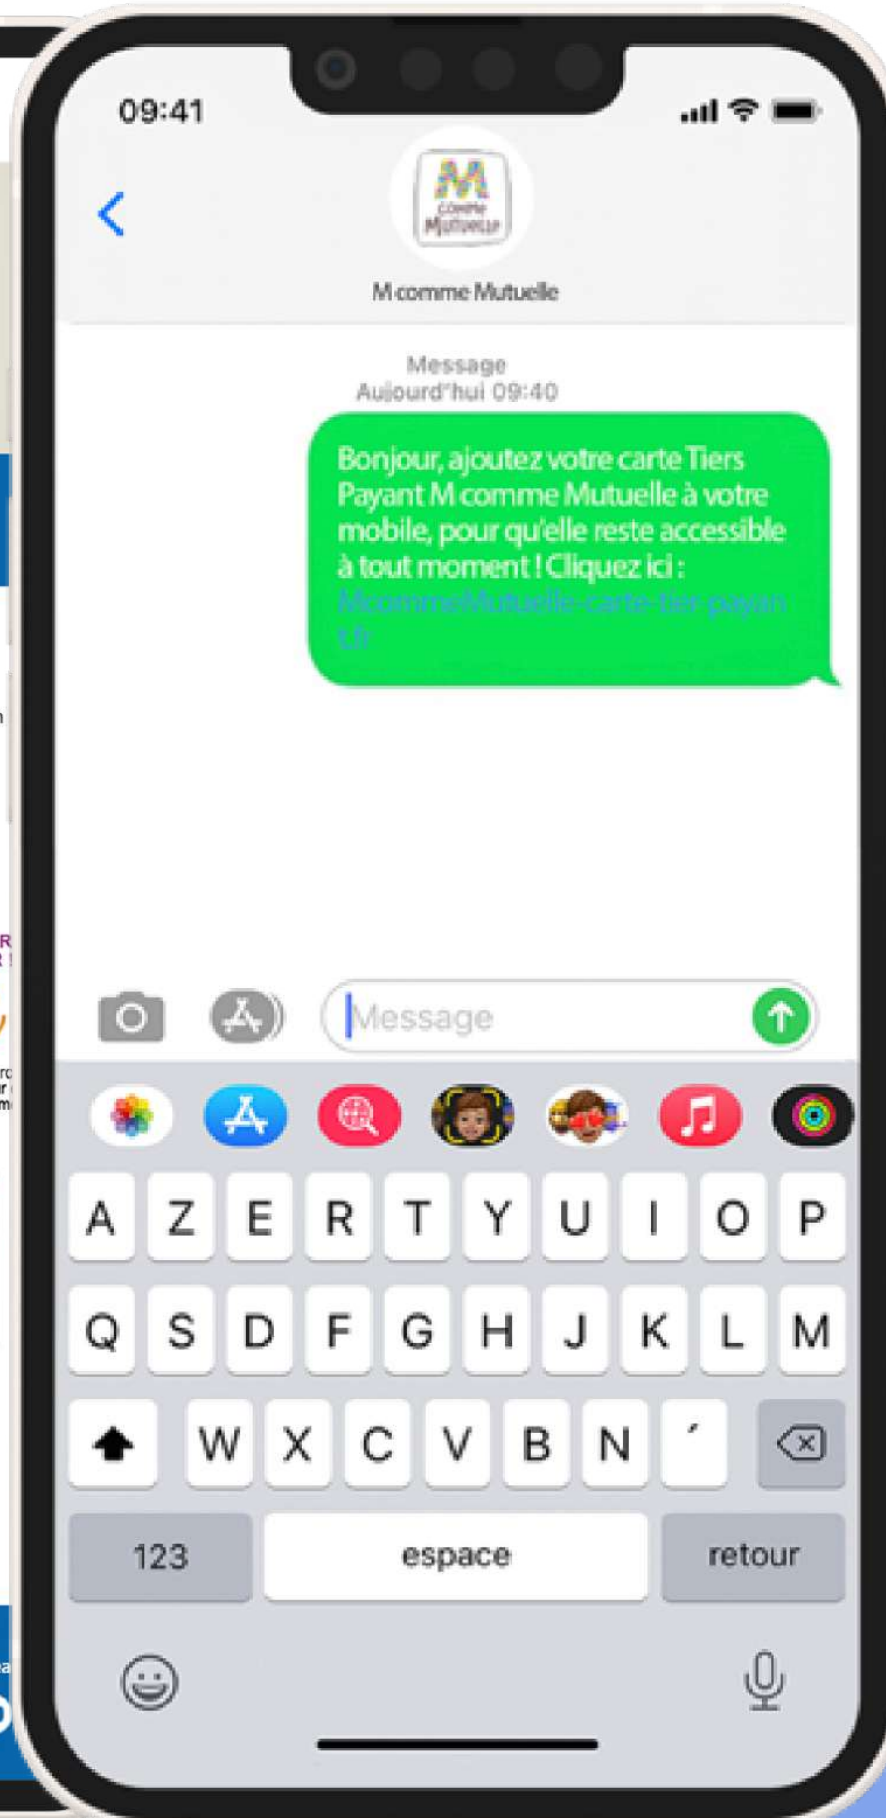 09:41
M
comme
Mutuelle
M comme Mutuelle
Message
Aujourd'hui 09:40
Bonjour, ajoutez votre carte Tiers
Payant M comme Mutuelle à votre
mobile, pour qu'elle reste accessible
à tout moment ! Cliquez ici :
McommeMutuelle-carte-tier-payan
t.fr
Message
A Z E R T Y U I O P
Q S D F G H J K L M
W X C V B N ´
123 espace retour